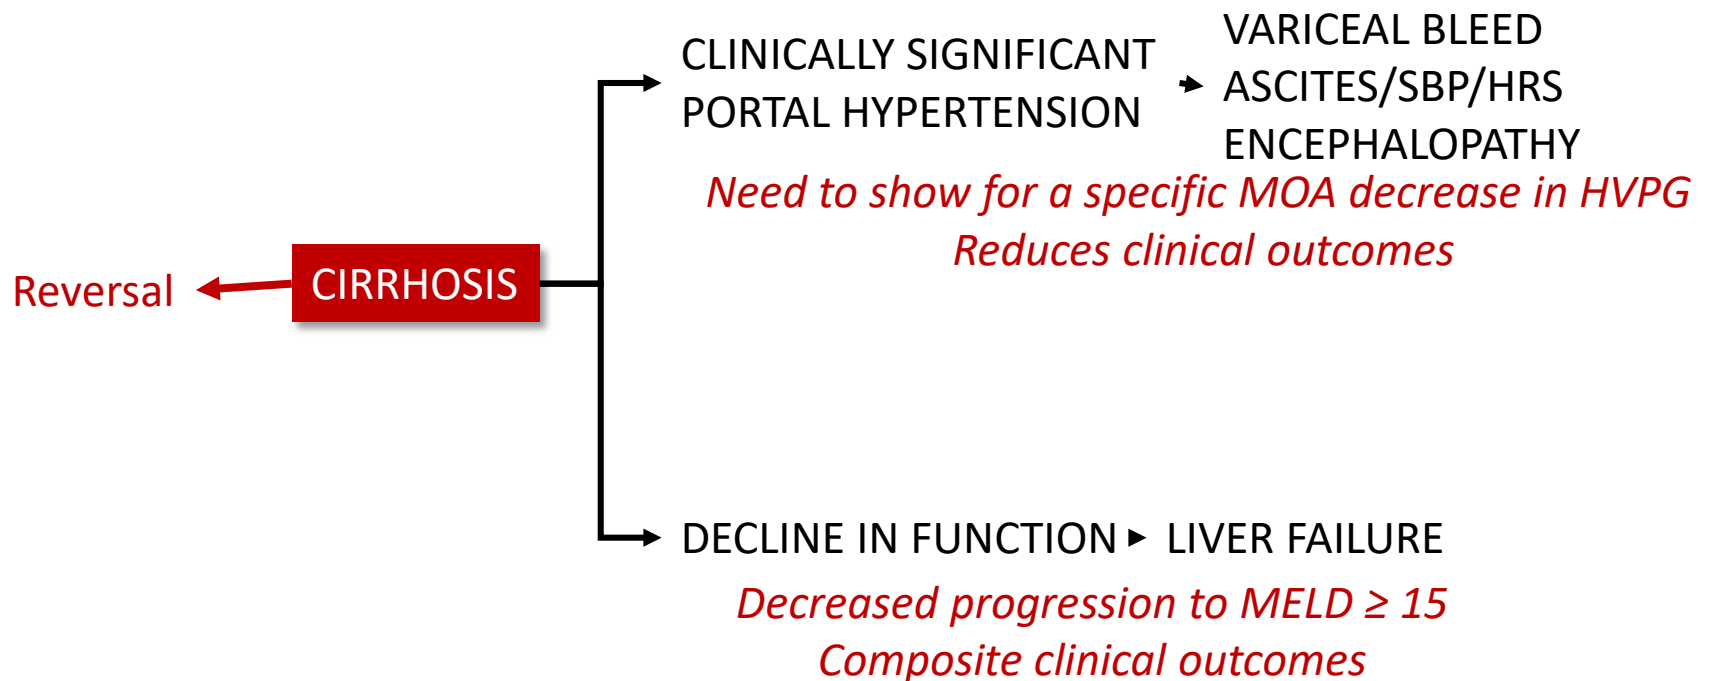 CLINICALLY SIGNIFICANT
PORTAL HYPERTENSION
VARICEAL BLEED
ASCITES/SBP/HRS
ENCEPHALOPATHY
Need to show for a specific MOA decrease in HVPG
Reduces clinical outcomes
Reversal
CIRRHOSIS
DECLINE IN FUNCTION
LIVER FAILURE
Decreased progression to MELD ≥ 15
Composite clinical outcomes